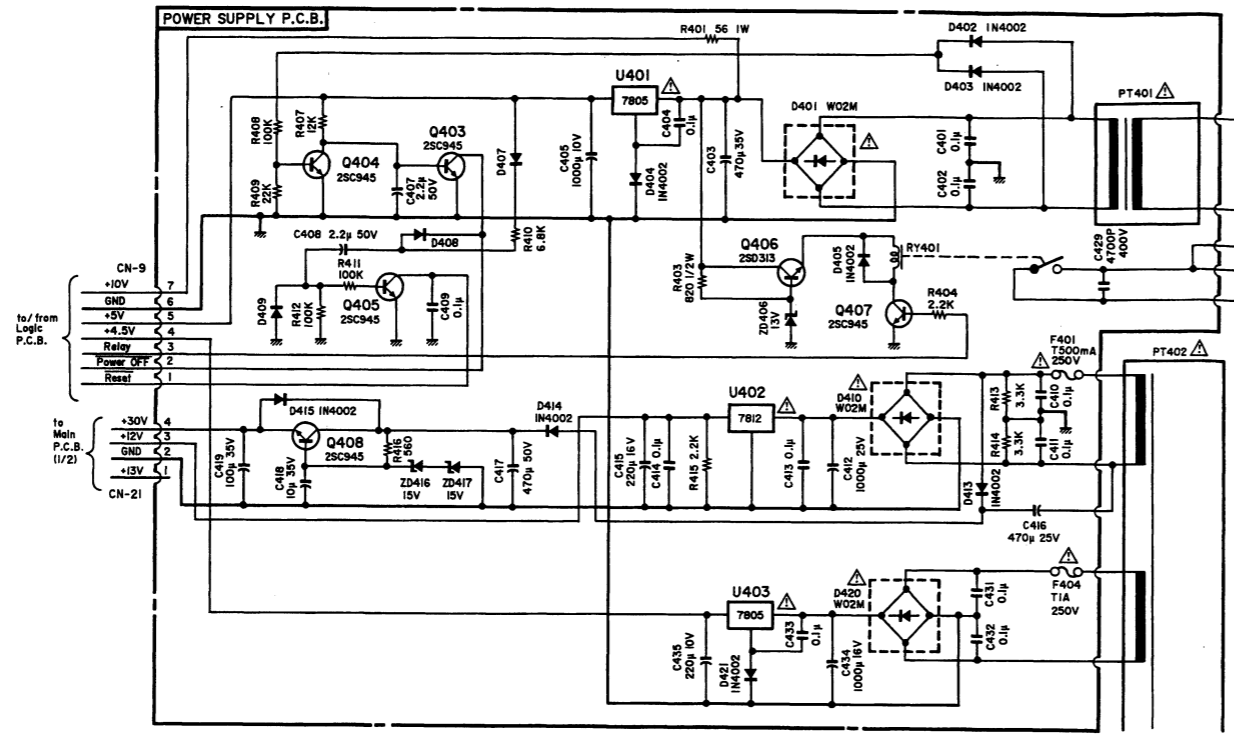 POWER SUPPLY P.C.B.
R401 56 1W
D402 1N4002
D403 1N4002
PT401
U401
7805
C404
0.1μ
D401 W02M
R408
100K
R407
12K
Q403
2SC945
Q404
2SC945
C407
2.2μ
50V
R409
22K
D407
C405
1000μ 10V
D404
1N4002
C403
470μ 35V
C401
0.1μ
C402
0.1μ
C408 2.2μ 50V
D408
R410
6.8K
C429
4700P
400V
R411
100K
Q405
2SC945
D409
R412
100K
C409
0.1μ
Q406
2SD313
R403
820 1/2W
D405
1N4002
RY401
ZD406
13V
Q407
2SC945
R404
2.2K
CN-9
to/from
Logic
P.C.B.
+10V 7
GND 6
+5V 5
+4.5V 4
Relay 3
Power OFF 2
Reset 1
F401
T500mA
250V
PT402
D415 1N4002
D414
1N4002
U402
7812
D410
W02M
R413
3.3K
C410
0.1μ
R414
3.3K
C411
0.1μ
to
Main
P.C.B.
(1/2)
+30V 4
+12V 3
GND 2
+13V 1
CN-21
C419
100μ 35V
Q408
2SC945
C418
10μ 35V
R416
560
ZD416
15V
ZD417
15V
C417
470μ 50V
C415
220μ 16V
C414 0.1μ
R415 2.2K
C413 0.1μ
C412
1000μ 25V
D413
1N4002
C416
470μ 25V
U403
7805
D420
W02M
F404
T1A
250V
C431
0.1μ
C432
0.1μ
C433
0.1μ
C435
220μ 10V
D421
1N4002
C434
1000μ 16V